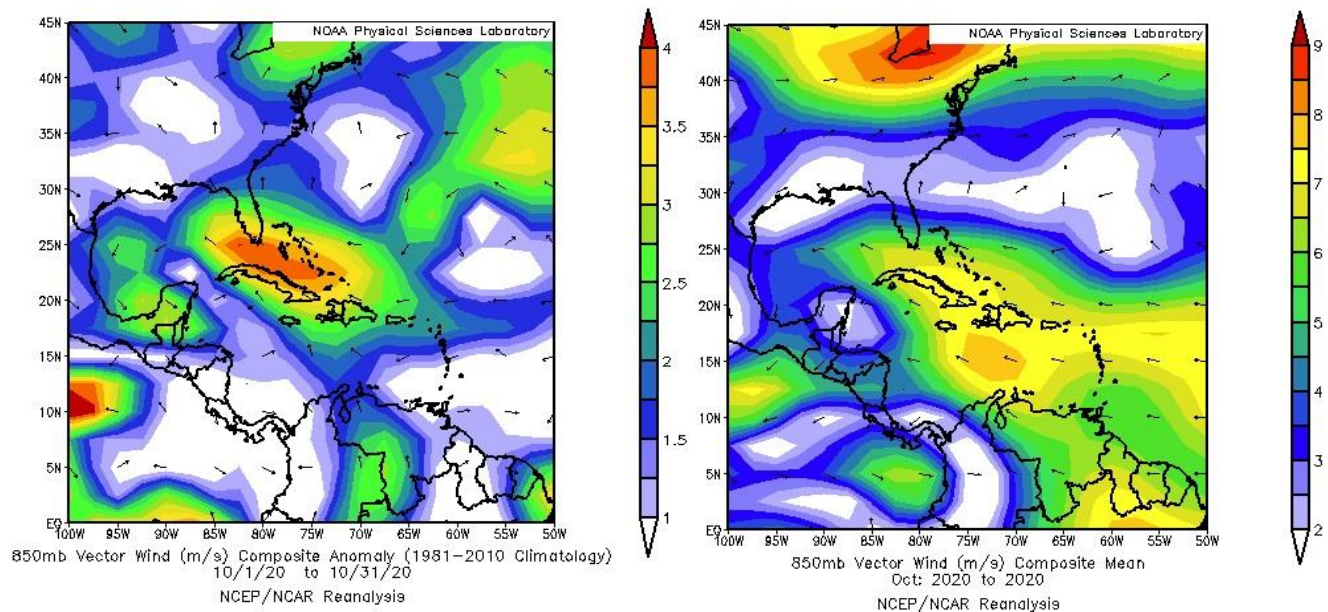 NOAA Physical Sciences Laboratory
45N
40N
35N
30N
25N
20N
15N
10N
5N
EQ
100W 95W 90W 85W 80W 75W 70W 65W 60W 55W 50W
4
3.5
3
2.5
2
1.5
1
850mb Vector Wind (m/s) Composite Anomaly (1981-2010 Climatology)
10/1/20 to 10/31/20
NCEP/NCAR Reanalysis
NOAA Physical Sciences Laboratory
45N
40N
35N
30N
25N
20N
15N
10N
5N
EQ
100W 95W 90W 85W 80W 75W 70W 65W 60W 55W 50W
9
8
7
6
5
4
3
2
850mb Vector Wind (m/s) Composite Mean
Oct: 2020 to 2020
NCEP/NCAR Reanalysis